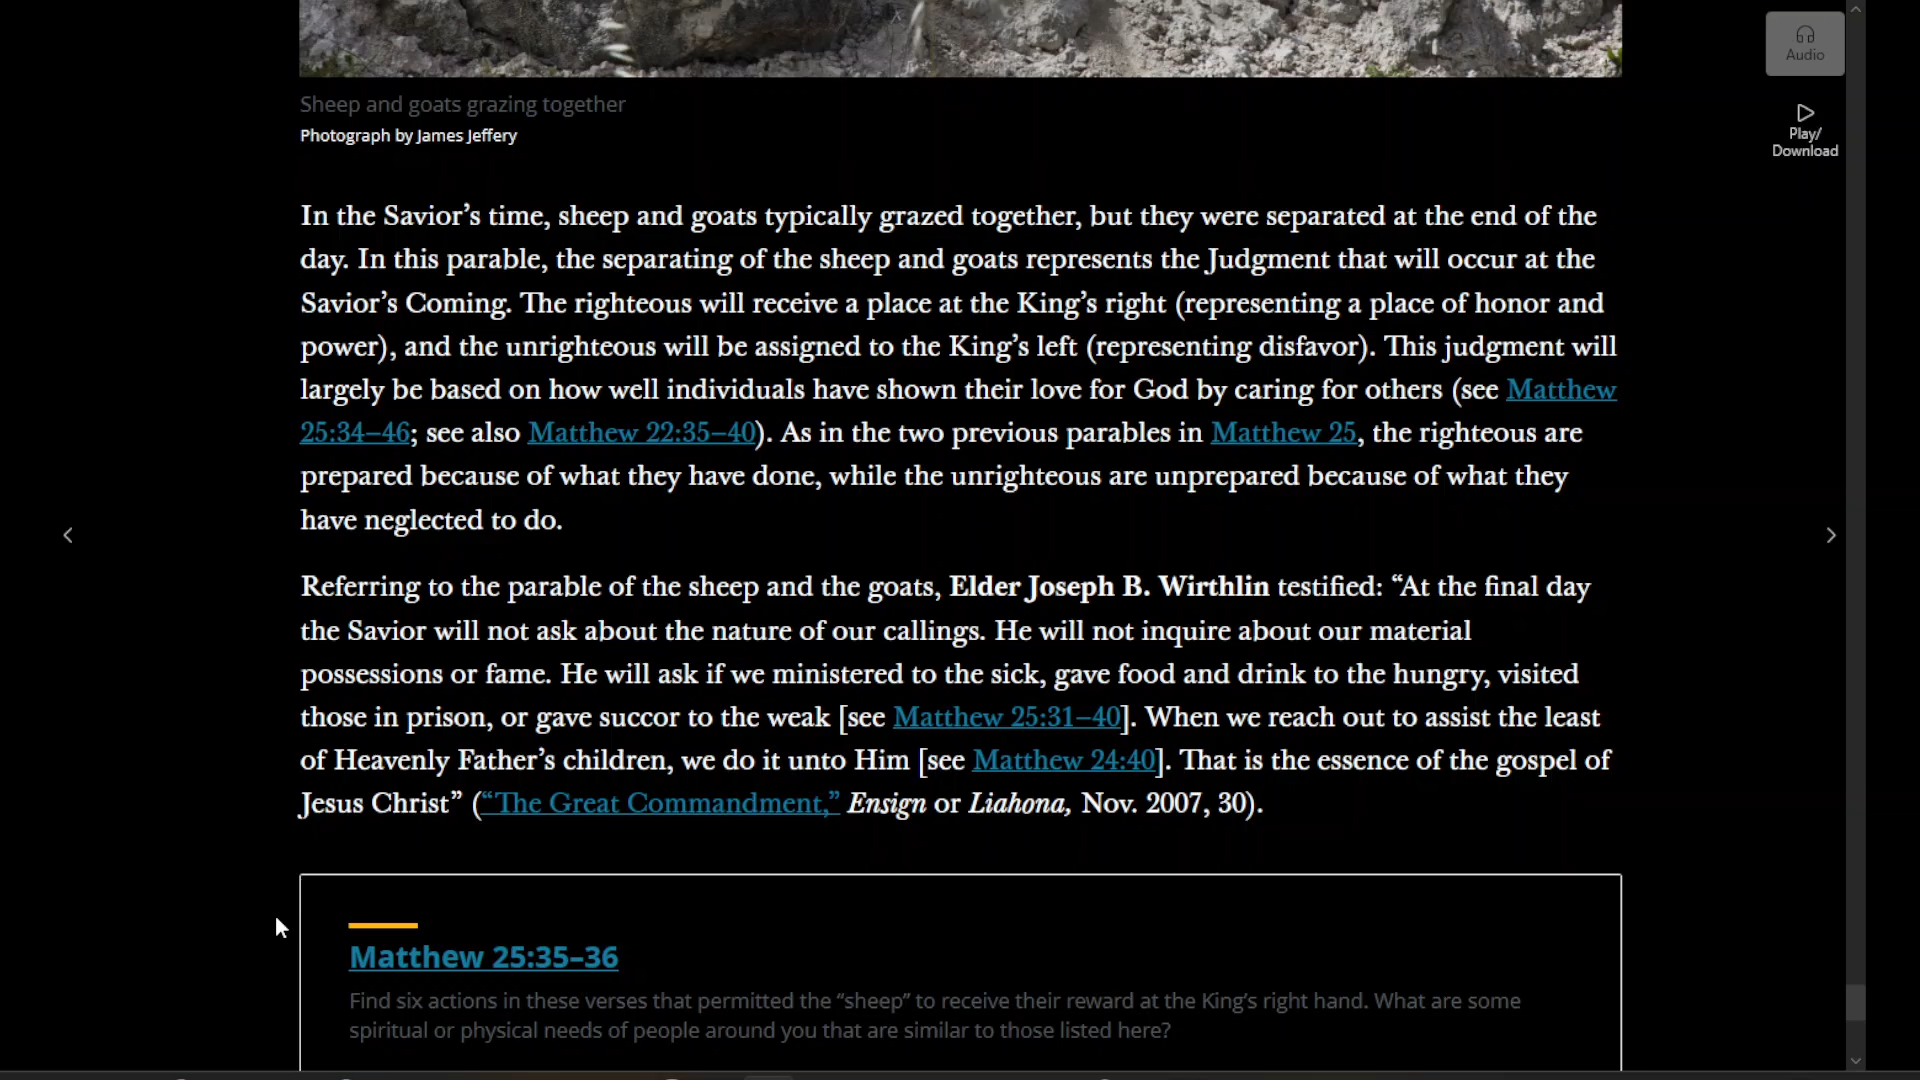 Audio
Play/
Download
Sheep and goats grazing together
Photograph by James Jeffery
In the Savior’s time, sheep and goats typically grazed together, but they were separated at the end of the
day. In this parable, the separating of the sheep and goats represents the Judgment that will occur at the
Savior’s Coming. The righteous will receive a place at the King’s right (representing a place of honor and
power), and the unrighteous will be assigned to the King’s left (representing disfavor). This judgment will
largely be based on how well individuals have shown their love for God by caring for others (see Matthew
25:34–46; see also Matthew 22:35–40). As in the two previous parables in Matthew 25, the righteous are
prepared because of what they have done, while the unrighteous are unprepared because of what they
have neglected to do.
Referring to the parable of the sheep and the goats, Elder Joseph B. Wirthlin testified: “At the final day
the Savior will not ask about the nature of our callings. He will not inquire about our material
possessions or fame. He will ask if we ministered to the sick, gave food and drink to the hungry, visited
those in prison, or gave succor to the weak [see Matthew 25:31–40]. When we reach out to assist the least
of Heavenly Father’s children, we do it unto Him [see Matthew 24:40]. That is the essence of the gospel of
Jesus Christ” (“The Great Commandment,” Ensign or Liahona, Nov. 2007, 30).
Matthew 25:35–36
Find six actions in these verses that permitted the “sheep” to receive their reward at the King’s right hand. What are some
spiritual or physical needs of people around you that are similar to those listed here?